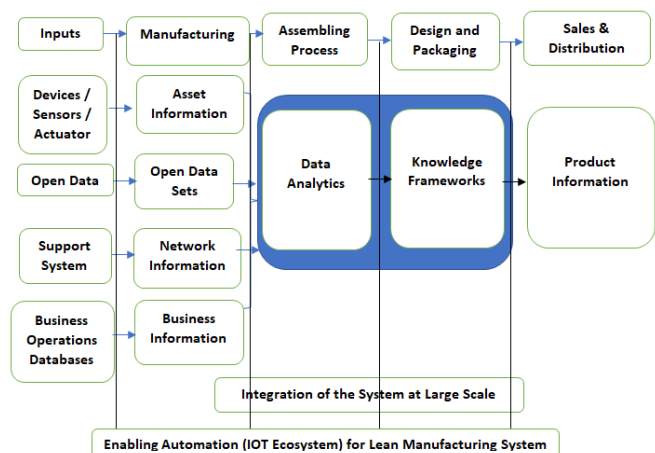 Inputs
Manufacturing
Assembling
Process
Design and
Packaging
Sales &
Distribution
Devices /
Sensors /
Actuator
Asset
Information
Open Data
Open Data
Sets
Support
System
Network
Information
Business
Operations
Databases
Business
Information
Data
Analytics
Knowledge
Frameworks
Product
Information
Integration of the System at Large Scale
Enabling Automation (IOT Ecosystem) for Lean Manufacturing System